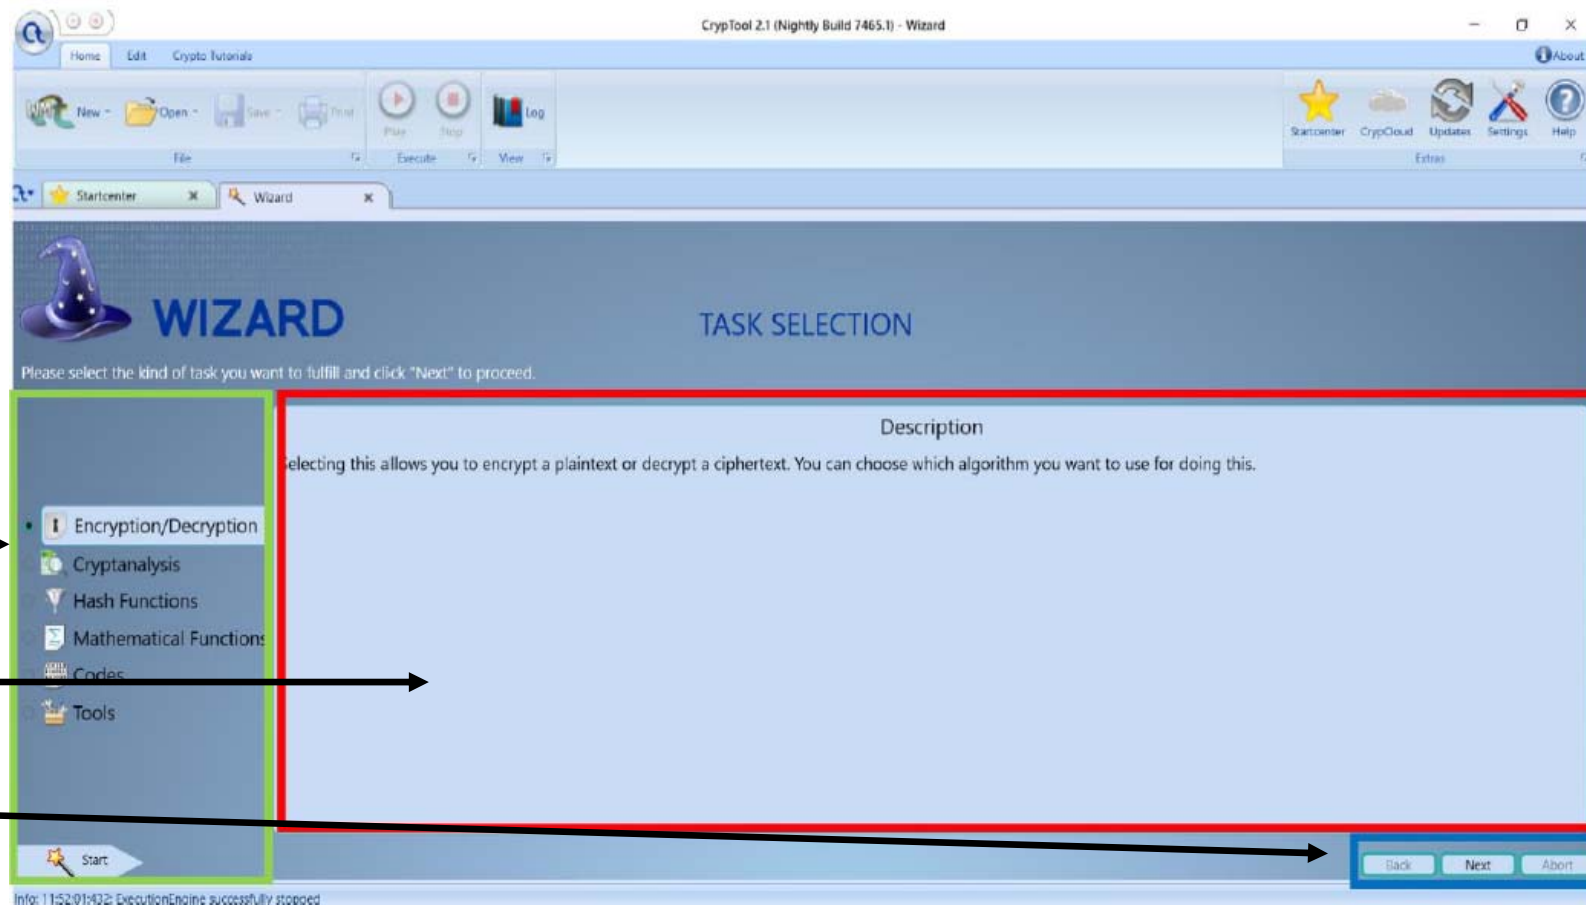 CrypTool 2.1 (Nightly Build 7465.1) - Wizard
Home Edit Crypto Tutorials About
New Open Save Print Play Stop Log Startcenter CrypCloud Updates Settings Help
File Execute View Extras
Startcenter Wizard
WIZARD
TASK SELECTION
Please select the kind of task you want to fulfill and click "Next" to proceed.
Description
electing this allows you to encrypt a plaintext or decrypt a ciphertext. You can choose which algorithm you want to use for doing this.
Encryption/Decryption
Cryptanalysis
Hash Functions
Mathematical Functions
Codes
Tools
Start
Back Next Abort
Info: 11:52:01:432: ExecutionEngine successfully stopped